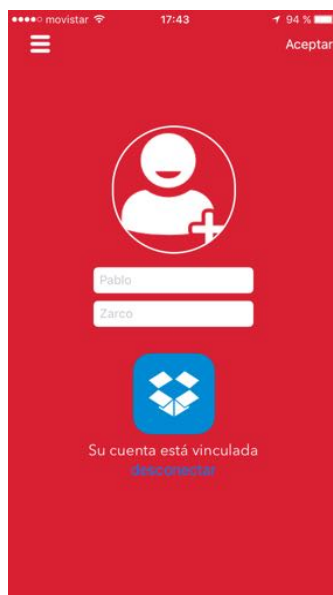 movistar 17:43 94 %
Aceptar
Pablo
Zarco
Su cuenta está vinculada
desconectar